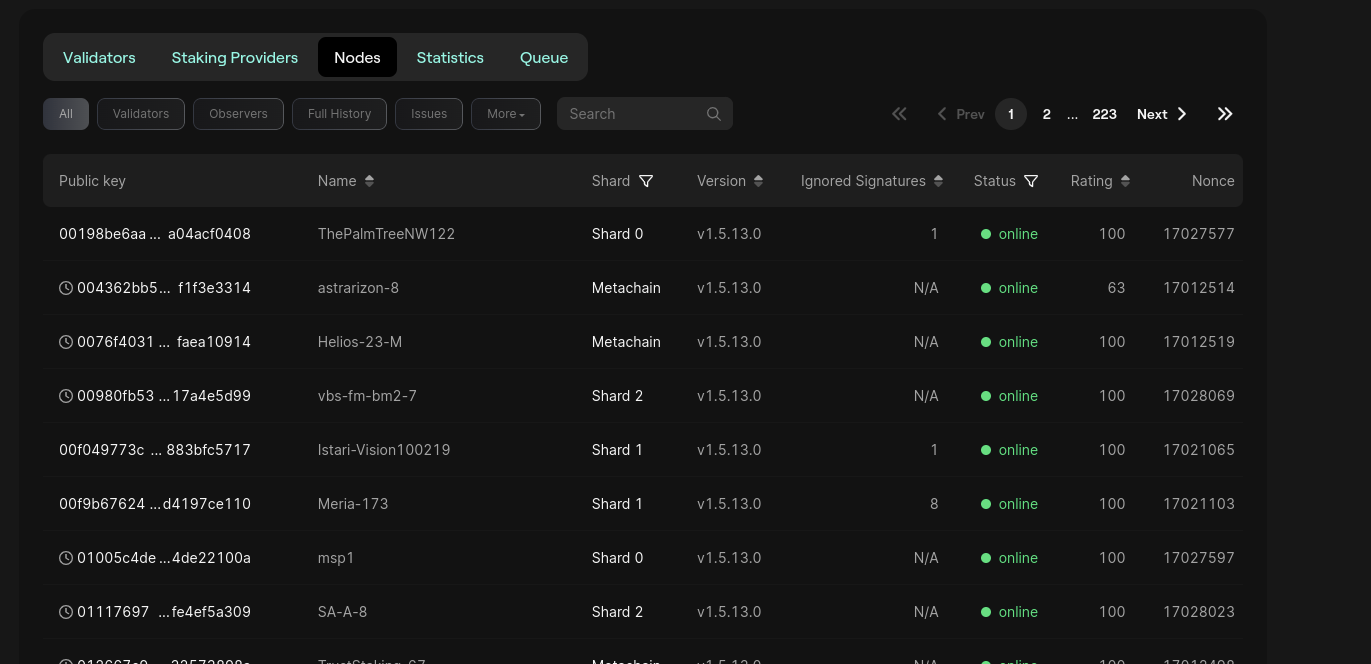 Validators Staking Providers Nodes Statistics Queue
All Validators Observers Full History Issues More Search Prev 1 2 ... 223 Next
Public key Name Shard Version Ignored Signatures Status Rating Nonce
00198be6aa ... a04acf0408 ThePalmTreeNW122 Shard 0 v1.5.13.0 1 online 100 17027577
004362bb5... f1f3e3314 astrarizon-8 Metachain v1.5.13.0 N/A online 63 17012514
0076f4031 ... faea10914 Helios-23-M Metachain v1.5.13.0 N/A online 100 17012519
00980fb53 ...17a4e5d99 vbs-fm-bm2-7 Shard 2 v1.5.13.0 N/A online 100 17028069
00f049773c ... 883bfc5717 Istari-Vision100219 Shard 1 v1.5.13.0 1 online 100 17021065
00f9b67624 ...d4197ce110 Meria-173 Shard 1 v1.5.13.0 8 online 100 17021103
01005c4de ...4de22100a msp1 Shard 0 v1.5.13.0 N/A online 100 17027597
01117697 ...fe4ef5a309 SA-A-8 Shard 2 v1.5.13.0 N/A online 100 17028023
Metachain v1.5.13.0 N/A online 100